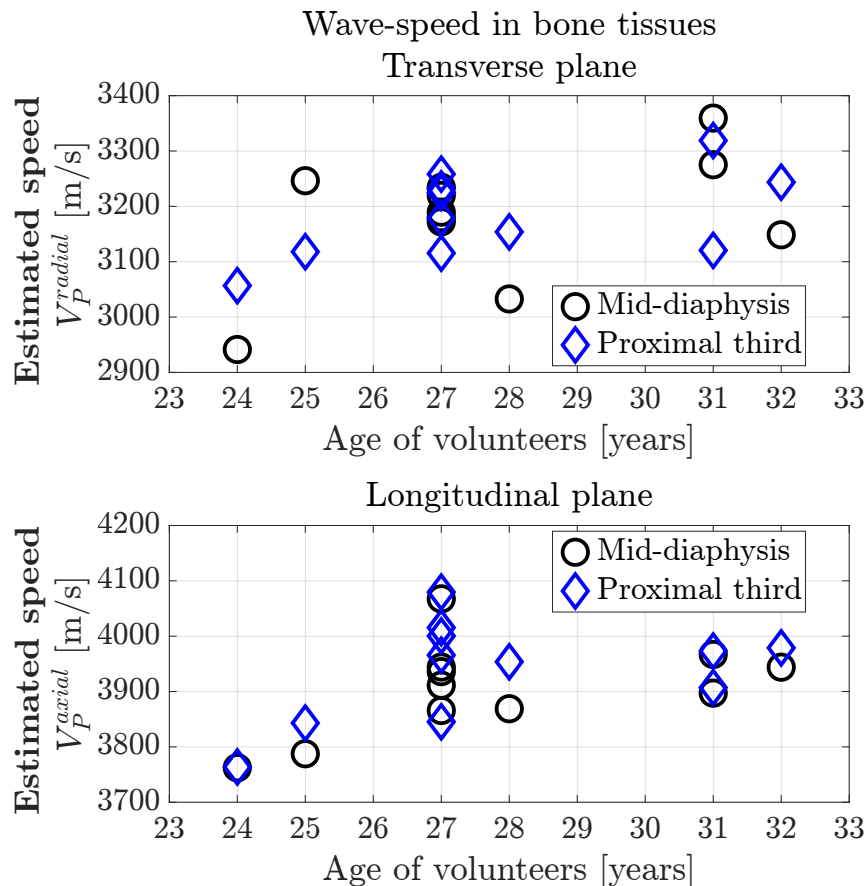 Wave-speed in bone tissues
Transverse plane
Estimated speed
V_P^{radial} [m/s]
3400
3300
3200
3100
3000
2900
Mid-diaphysis
Proximal third
23 24 25 26 27 28 29 30 31 32 33
Age of volunteers [years]
Longitudinal plane
Estimated speed
V_P^{axial} [m/s]
4200
4100
4000
3900
3800
3700
Mid-diaphysis
Proximal third
23 24 25 26 27 28 29 30 31 32 33
Age of volunteers [years]